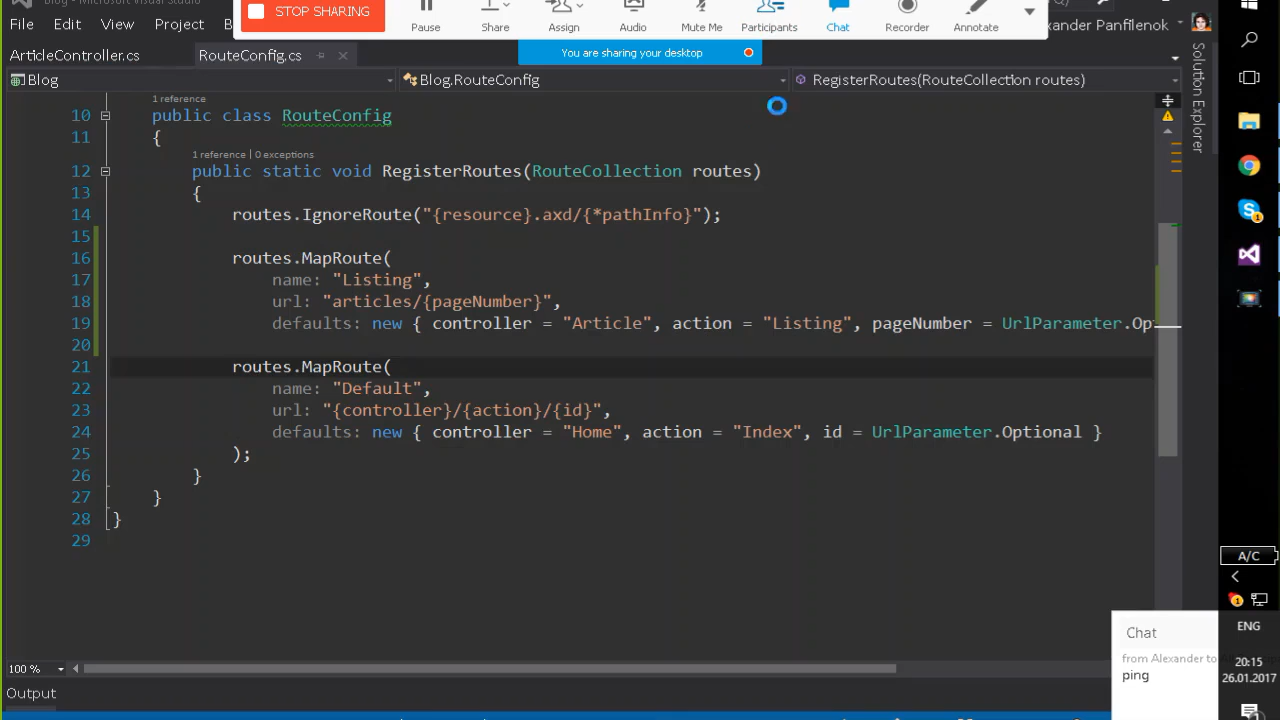 Blog - Microsoft Visual Studio
STOP SHARING
Pause
Share
Assign
Audio
Mute Me
Participants
Chat
Recorder
Annotate
File Edit View Project
exander Panfilenok
You are sharing your desktop
ArticleController.cs
RouteConfig.cs
Blog
Blog.RouteConfig
RegisterRoutes(RouteCollection routes)
Solution Explorer
1 reference
10 public class RouteConfig
11 {
1 reference | 0 exceptions
12 public static void RegisterRoutes(RouteCollection routes)
13 {
14 routes.IgnoreRoute("{resource}.axd/{*pathInfo}");
15
16 routes.MapRoute(
17 name: "Listing",
18 url: "articles/{pageNumber}",
19 defaults: new { controller = "Article", action = "Listing", pageNumber = UrlParameter.Opt
20
21 routes.MapRoute(
22 name: "Default",
23 url: "{controller}/{action}/{id}",
24 defaults: new { controller = "Home", action = "Index", id = UrlParameter.Optional }
25 );
26 }
27 }
28 }
29
100 %
Output
A/C
ENG
20:15
26.01.2017
Chat
from Alexander to
ping